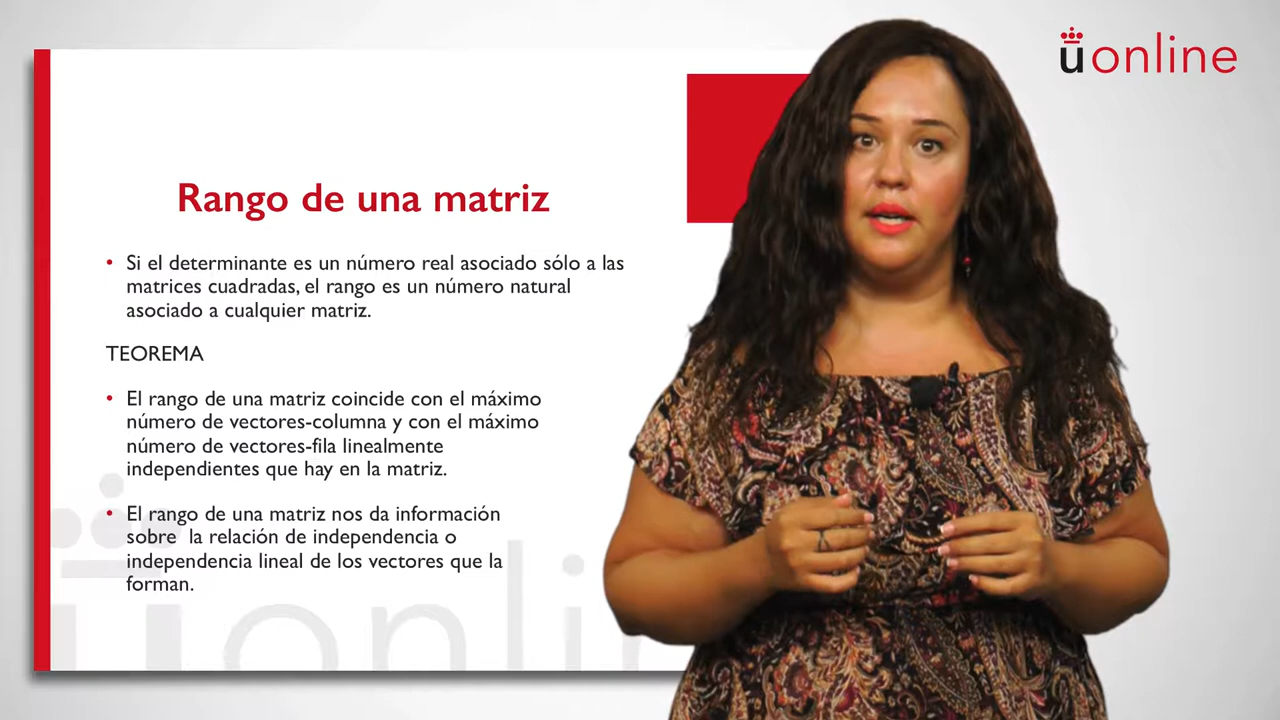 uonline
Rango de una matriz
• Si el determinante es un número real asociado sólo a las
matrices cuadradas, el rango es un número natural
asociado a cualquier matriz.
TEOREMA
• El rango de una matriz coincide con el máximo
número de vectores-columna y con el máximo
número de vectores-fila linealmente
independientes que hay en la matriz.
• El rango de una matriz nos da información
sobre la relación de independencia o
independencia lineal de los vectores que la
forman.
uonlin